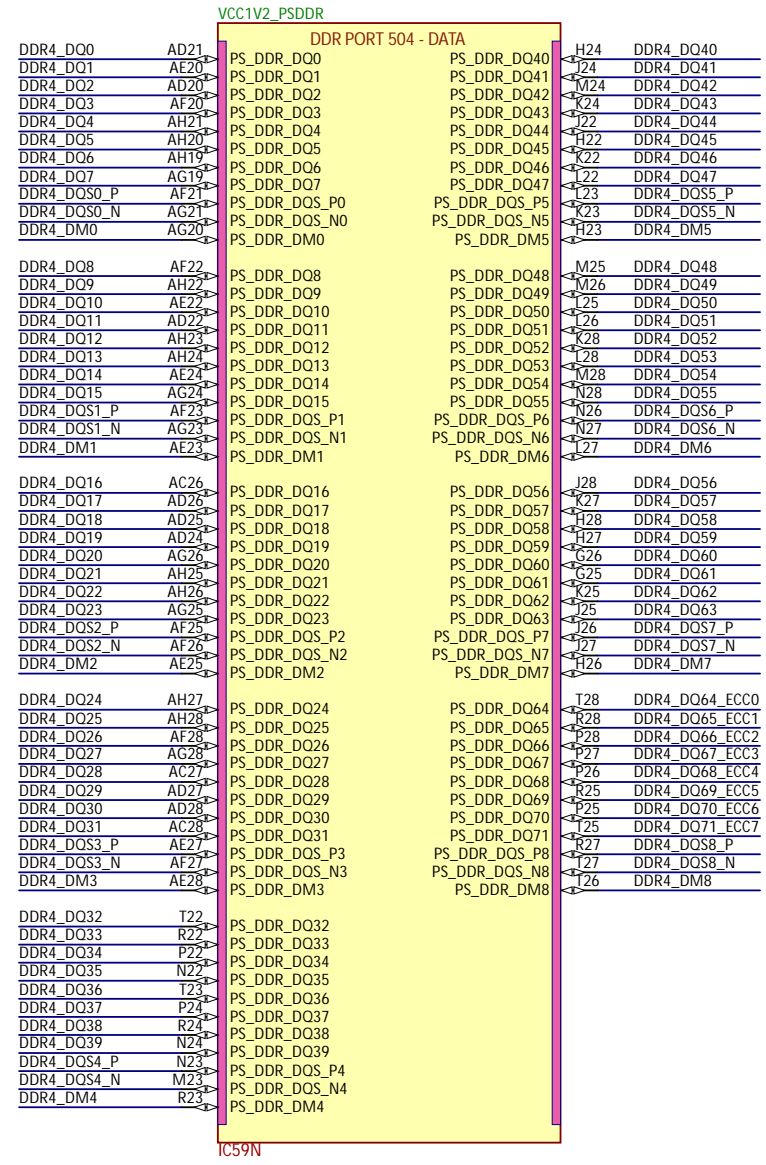 VCC1V2_PSDDR
DDR PORT 504 - DATA
DDR4_DQ0 AD21 PS_DDR_DQ0 PS_DDR_DQ40 H24 DDR4_DQ40
DDR4_DQ1 AE20 PS_DDR_DQ1 PS_DDR_DQ41 J24 DDR4_DQ41
DDR4_DQ2 AD20 PS_DDR_DQ2 PS_DDR_DQ42 M24 DDR4_DQ42
DDR4_DQ3 AF20 PS_DDR_DQ3 PS_DDR_DQ43 K24 DDR4_DQ43
DDR4_DQ4 AH21 PS_DDR_DQ4 PS_DDR_DQ44 J22 DDR4_DQ44
DDR4_DQ5 AH20 PS_DDR_DQ5 PS_DDR_DQ45 H22 DDR4_DQ45
DDR4_DQ6 AH19 PS_DDR_DQ6 PS_DDR_DQ46 K22 DDR4_DQ46
DDR4_DQ7 AG19 PS_DDR_DQ7 PS_DDR_DQ47 L22 DDR4_DQ47
DDR4_DQS0_P AF21 PS_DDR_DQS_P0 PS_DDR_DQS_P5 L23 DDR4_DQS5_P
DDR4_DQS0_N AG21 PS_DDR_DQS_N0 PS_DDR_DQS_N5 K23 DDR4_DQS5_N
DDR4_DM0 AG20 PS_DDR_DM0 PS_DDR_DM5 H23 DDR4_DM5
DDR4_DQ8 AF22 PS_DDR_DQ8 PS_DDR_DQ48 M25 DDR4_DQ48
DDR4_DQ9 AH22 PS_DDR_DQ9 PS_DDR_DQ49 M26 DDR4_DQ49
DDR4_DQ10 AE22 PS_DDR_DQ10 PS_DDR_DQ50 L25 DDR4_DQ50
DDR4_DQ11 AD22 PS_DDR_DQ11 PS_DDR_DQ51 L26 DDR4_DQ51
DDR4_DQ12 AH23 PS_DDR_DQ12 PS_DDR_DQ52 K28 DDR4_DQ52
DDR4_DQ13 AH24 PS_DDR_DQ13 PS_DDR_DQ53 L28 DDR4_DQ53
DDR4_DQ14 AE24 PS_DDR_DQ14 PS_DDR_DQ54 M28 DDR4_DQ54
DDR4_DQ15 AG24 PS_DDR_DQ15 PS_DDR_DQ55 N28 DDR4_DQ55
DDR4_DQS1_P AF23 PS_DDR_DQS_P1 PS_DDR_DQS_P6 N26 DDR4_DQS6_P
DDR4_DQS1_N AG23 PS_DDR_DQS_N1 PS_DDR_DQS_N6 N27 DDR4_DQS6_N
DDR4_DM1 AE23 PS_DDR_DM1 PS_DDR_DM6 L27 DDR4_DM6
DDR4_DQ16 AC26 PS_DDR_DQ16 PS_DDR_DQ56 J28 DDR4_DQ56
DDR4_DQ17 AD26 PS_DDR_DQ17 PS_DDR_DQ57 K27 DDR4_DQ57
DDR4_DQ18 AD25 PS_DDR_DQ18 PS_DDR_DQ58 H28 DDR4_DQ58
DDR4_DQ19 AD24 PS_DDR_DQ19 PS_DDR_DQ59 H27 DDR4_DQ59
DDR4_DQ20 AG26 PS_DDR_DQ20 PS_DDR_DQ60 G26 DDR4_DQ60
DDR4_DQ21 AH25 PS_DDR_DQ21 PS_DDR_DQ61 G25 DDR4_DQ61
DDR4_DQ22 AH26 PS_DDR_DQ22 PS_DDR_DQ62 K25 DDR4_DQ62
DDR4_DQ23 AG25 PS_DDR_DQ23 PS_DDR_DQ63 J25 DDR4_DQ63
DDR4_DQS2_P AF25 PS_DDR_DQS_P2 PS_DDR_DQS_P7 J26 DDR4_DQS7_P
DDR4_DQS2_N AF26 PS_DDR_DQS_N2 PS_DDR_DQS_N7 J27 DDR4_DQS7_N
DDR4_DM2 AE25 PS_DDR_DM2 PS_DDR_DM7 H26 DDR4_DM7
DDR4_DQ24 AH27 PS_DDR_DQ24 PS_DDR_DQ64 T28 DDR4_DQ64_ECC0
DDR4_DQ25 AH28 PS_DDR_DQ25 PS_DDR_DQ65 R28 DDR4_DQ65_ECC1
DDR4_DQ26 AF28 PS_DDR_DQ26 PS_DDR_DQ66 P28 DDR4_DQ66_ECC2
DDR4_DQ27 AG28 PS_DDR_DQ27 PS_DDR_DQ67 P27 DDR4_DQ67_ECC3
DDR4_DQ28 AC27 PS_DDR_DQ28 PS_DDR_DQ68 P26 DDR4_DQ68_ECC4
DDR4_DQ29 AD27 PS_DDR_DQ29 PS_DDR_DQ69 R25 DDR4_DQ69_ECC5
DDR4_DQ30 AD28 PS_DDR_DQ30 PS_DDR_DQ70 P25 DDR4_DQ70_ECC6
DDR4_DQ31 AC28 PS_DDR_DQ31 PS_DDR_DQ71 T25 DDR4_DQ71_ECC7
DDR4_DQS3_P AE27 PS_DDR_DQS_P3 PS_DDR_DQS_P8 R27 DDR4_DQS8_P
DDR4_DQS3_N AF27 PS_DDR_DQS_N3 PS_DDR_DQS_N8 T27 DDR4_DQS8_N
DDR4_DM3 AE28 PS_DDR_DM3 PS_DDR_DM8 T26 DDR4_DM8
DDR4_DQ32 T22 PS_DDR_DQ32
DDR4_DQ33 R22 PS_DDR_DQ33
DDR4_DQ34 P22 PS_DDR_DQ34
DDR4_DQ35 N22 PS_DDR_DQ35
DDR4_DQ36 T23 PS_DDR_DQ36
DDR4_DQ37 P24 PS_DDR_DQ37
DDR4_DQ38 R24 PS_DDR_DQ38
DDR4_DQ39 N24 PS_DDR_DQ39
DDR4_DQS4_P N23 PS_DDR_DQS_P4
DDR4_DQS4_N M23 PS_DDR_DQS_N4
DDR4_DM4 R23 PS_DDR_DM4
IC59N